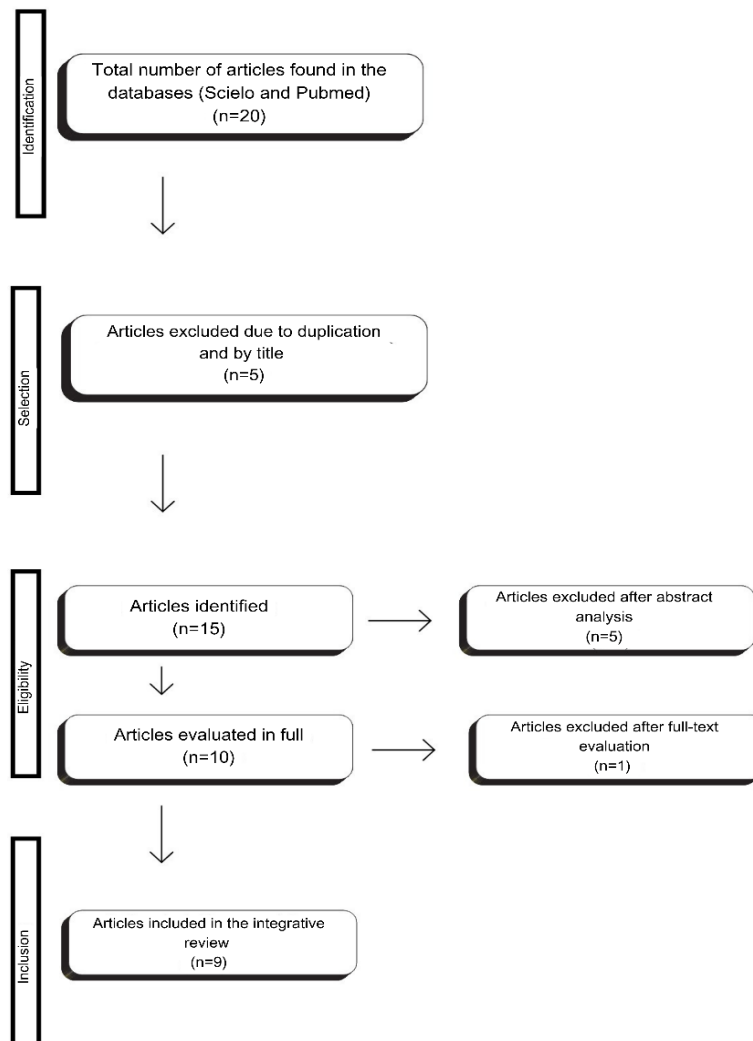 Identification
Total number of articles found in the
databases (Scielo and Pubmed)
(n=20)
Selection
Articles excluded due to duplication
and by title
(n=5)
Eligibility
Articles identified
(n=15)
Articles excluded after abstract
analysis
(n=5)
Articles evaluated in full
(n=10)
Articles excluded after full-text
evaluation
(n=1)
Inclusion
Articles included in the integrative
review
(n=9)